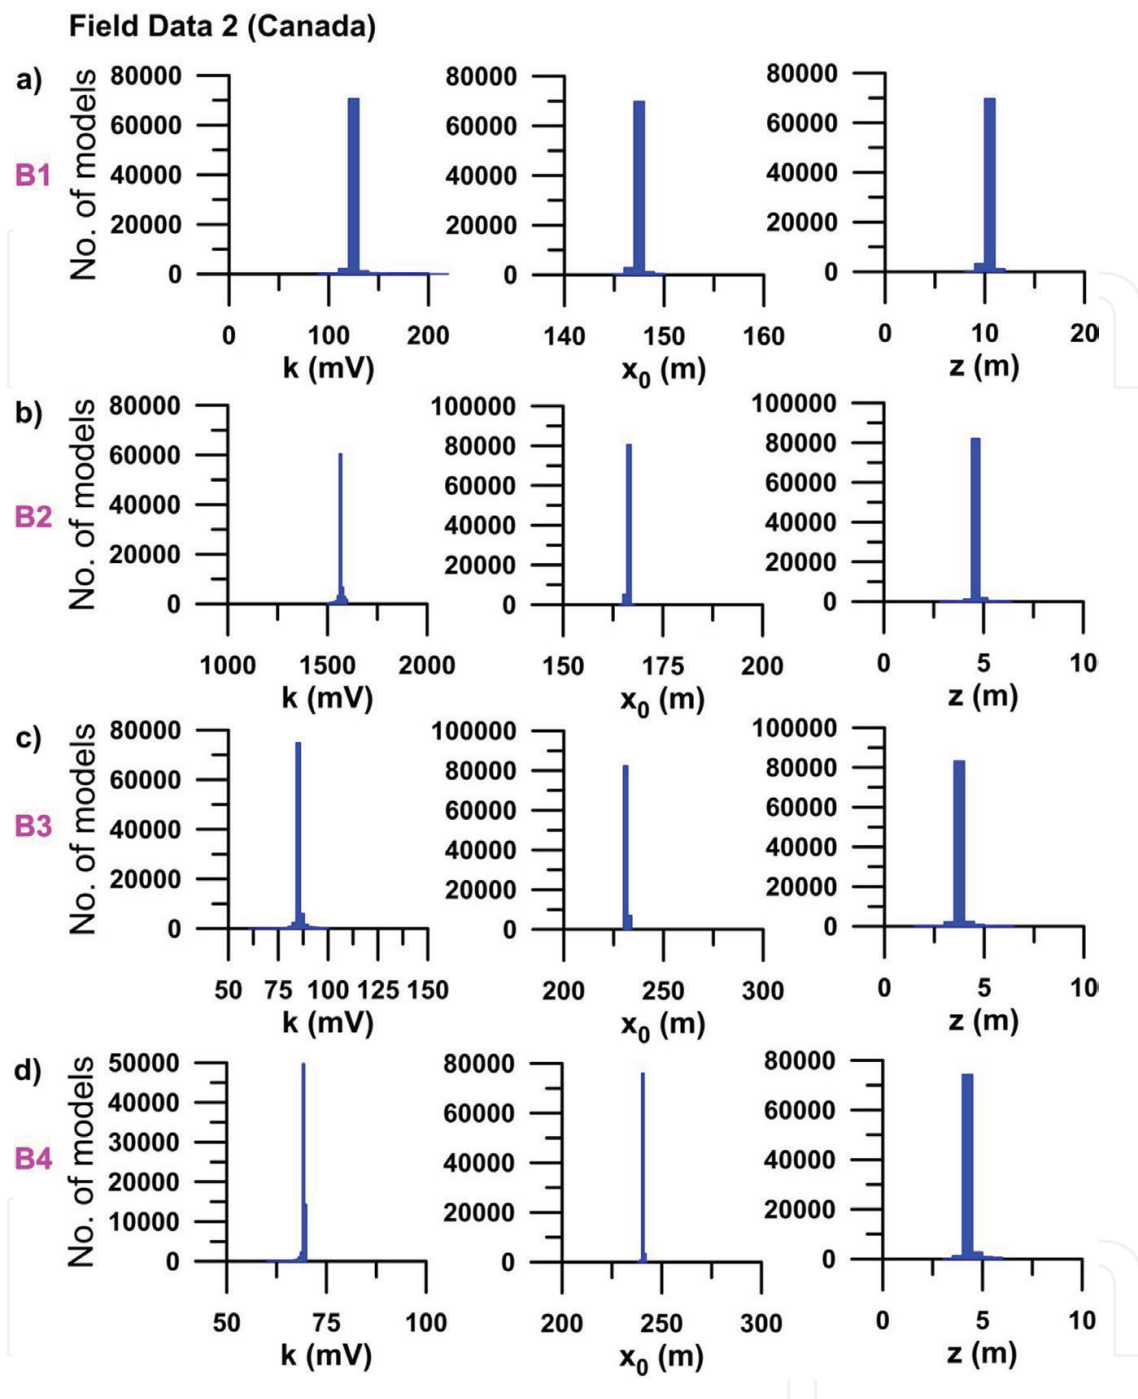 Field Data 2 (Canada)
a)
B1
No. of models
80000
60000
40000
20000
0
0 100 200
k (mV)
80000
60000
40000
20000
0
140 150 160
x0 (m)
80000
60000
40000
20000
0
0 10 20
z (m)
b)
B2
No. of models
80000
60000
40000
20000
0
1000 1500 2000
k (mV)
100000
80000
60000
40000
20000
0
150 175 200
x0 (m)
100000
80000
60000
40000
20000
0
0 5 10
z (m)
c)
B3
No. of models
80000
60000
40000
20000
0
50 75 100 125 150
k (mV)
100000
80000
60000
40000
20000
0
200 250 300
x0 (m)
100000
80000
60000
40000
20000
0
0 5 10
z (m)
d)
B4
No. of models
50000
40000
30000
20000
10000
0
50 75 100
k (mV)
80000
60000
40000
20000
0
200 250 300
x0 (m)
80000
60000
40000
20000
0
0 5 10
z (m)